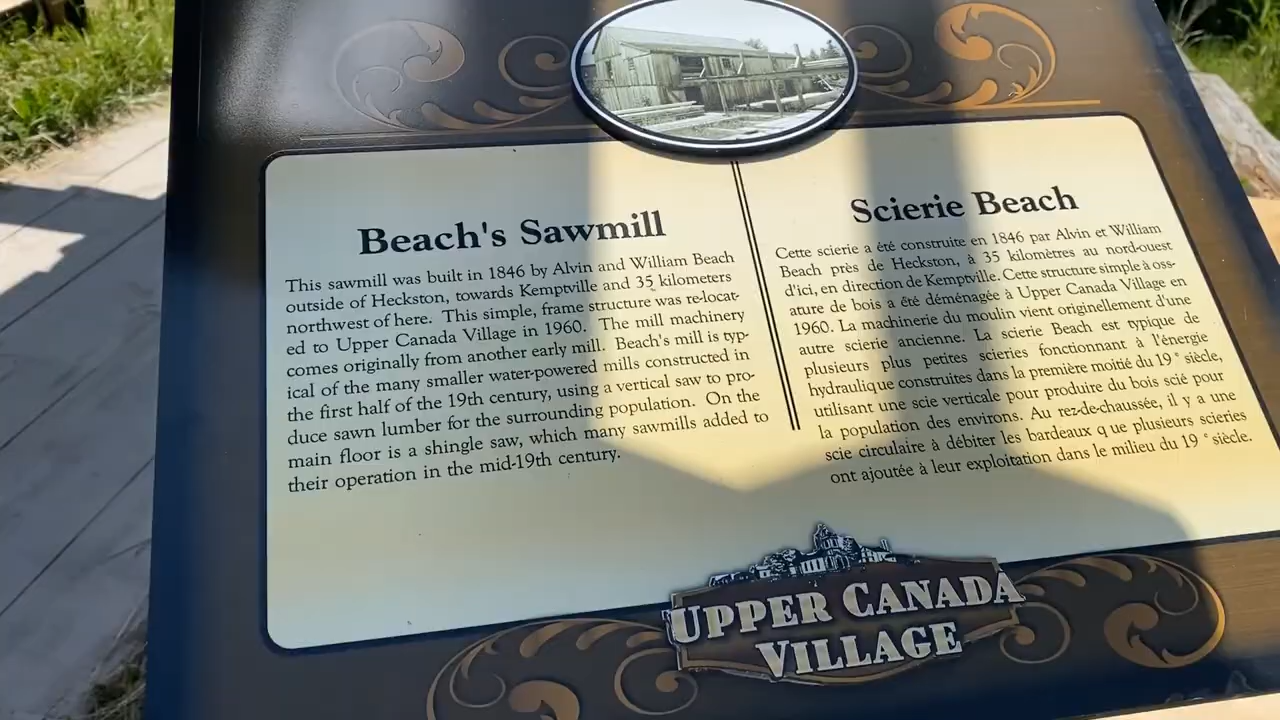 Beach's Sawmill
This sawmill was built in 1846 by Alvin and William Beach
outside of Heckston, towards Kemptville and 35 kilometers
northwest of here. This simple, frame structure was re-locat-
ed to Upper Canada Village in 1960. The mill machinery
comes originally from another early mill. Beach's mill is typ-
ical of the many smaller water-powered mills constructed in
the first half of the 19th century, using a vertical saw to pro-
duce sawn lumber for the surrounding population. On the
main floor is a shingle saw, which many sawmills added to
their operation in the mid-19th century.
Scierie Beach
Cette scierie a été construite en 1846 par Alvin et William
Beach près de Heckston, à 35 kilomètres au nord-ouest
d'ici, en direction de Kemptville. Cette structure simple à oss-
ature de bois a été déménagée à Upper Canada Village en
1960. La machinerie du moulin vient originellement d'une
autre scierie ancienne. La scierie Beach est typique de
plusieurs plus petites scieries fonctionnant à l'énergie
hydraulique construites dans la première moitié du 19e siècle,
utilisant une scie verticale pour produire du bois scié pour
la population des environs. Au rez-de-chaussée, il y a une
scie circulaire à débiter les bardeaux que plusieurs scieries
ont ajoutée à leur exploitation dans le milieu du 19e siècle.
UPPER CANADA
VILLAGE